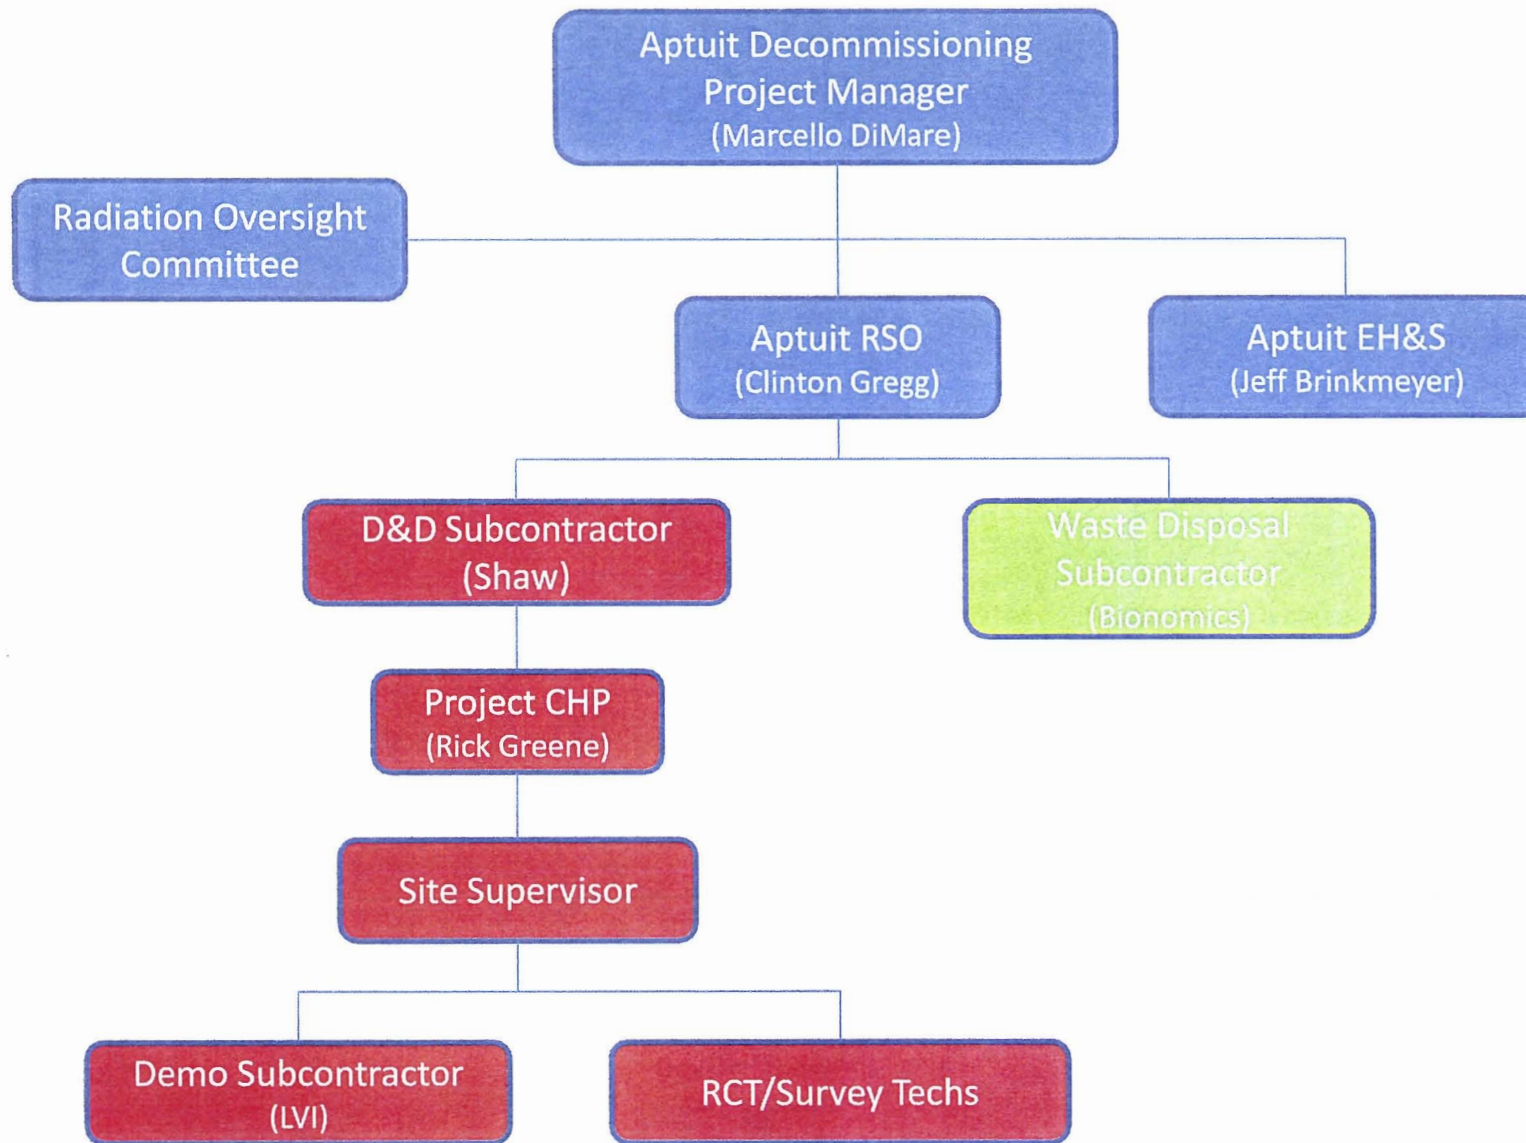 Aptuit Decommissioning
Project Manager
(Marcello DiMare)
Radiation Oversight
Committee
Aptuit RSO
(Clinton Gregg)
Aptuit EH&S
(Jeff Brinkmeyer)
D&D Subcontractor
(Shaw)
Waste Disposal
Subcontractor
(Bionomics)
Project CHP
(Rick Greene)
Site Supervisor
Demo Subcontractor
(LVI)
RCT/Survey Techs